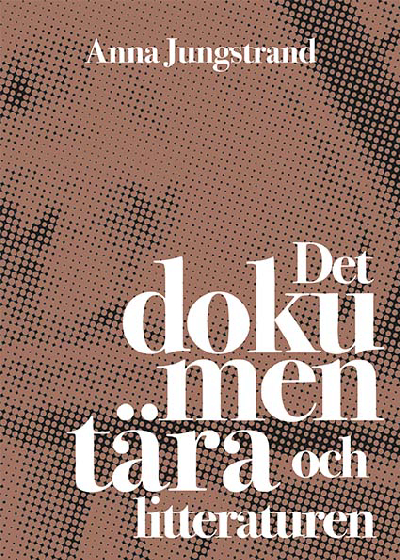 Anna Jungstrand
Det
doku
men
tära och
litteraturen